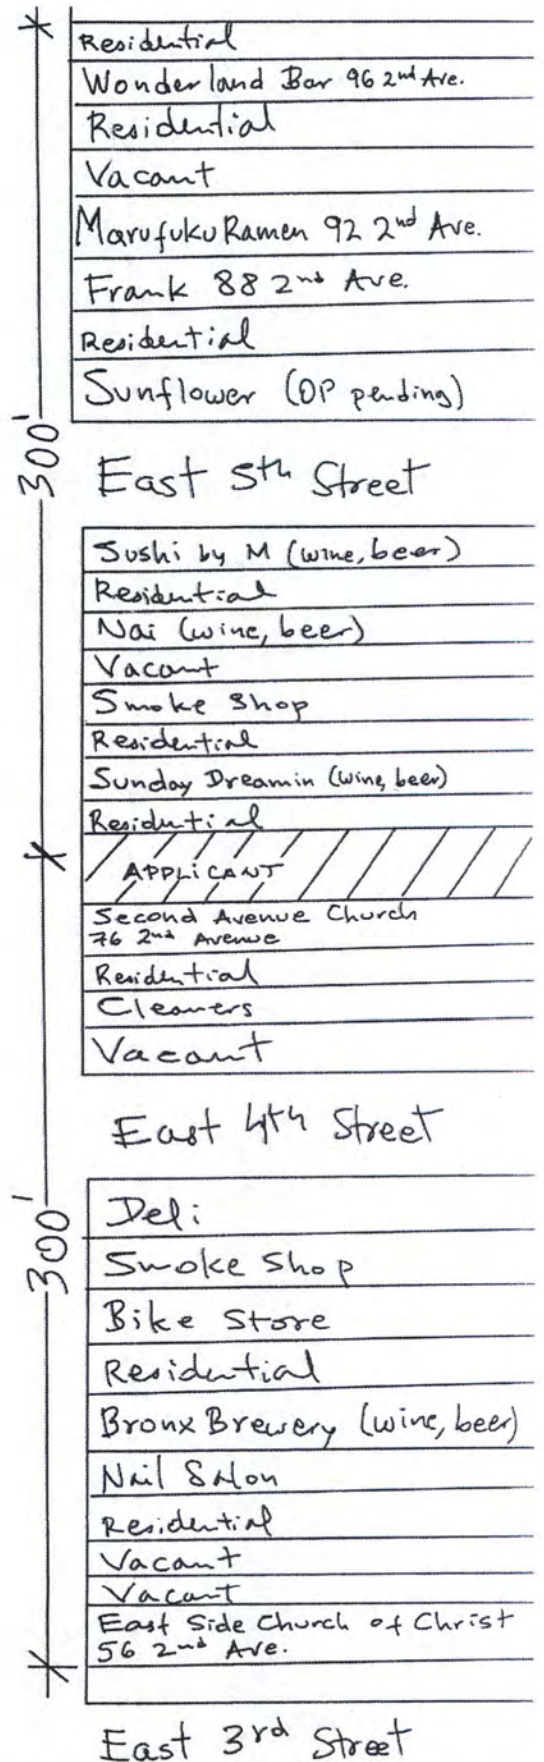 Residential
Wonderland Bar 96 2nd Ave.
Residential
Vacant
Marufuku Ramen 92 2nd Ave.
Frank 88 2nd Ave.
Residential
Sunflower (OP pending)
300'
East 5th Street
Sushi by M (wine, beer)
Residential
Nai (wine, beer)
Vacant
Smoke Shop
Residential
Sunday Dreamin (wine, beer)
Residential
APPLICANT
Second Avenue Church
76 2nd Avenue
Residential
Cleaners
Vacant
East 4th Street
300'
Deli
Smoke Shop
Bike Store
Residential
Bronx Brewery (wine, beer)
Nail Salon
Residential
Vacant
Vacant
East Side Church of Christ
56 2nd Ave.
East 3rd Street